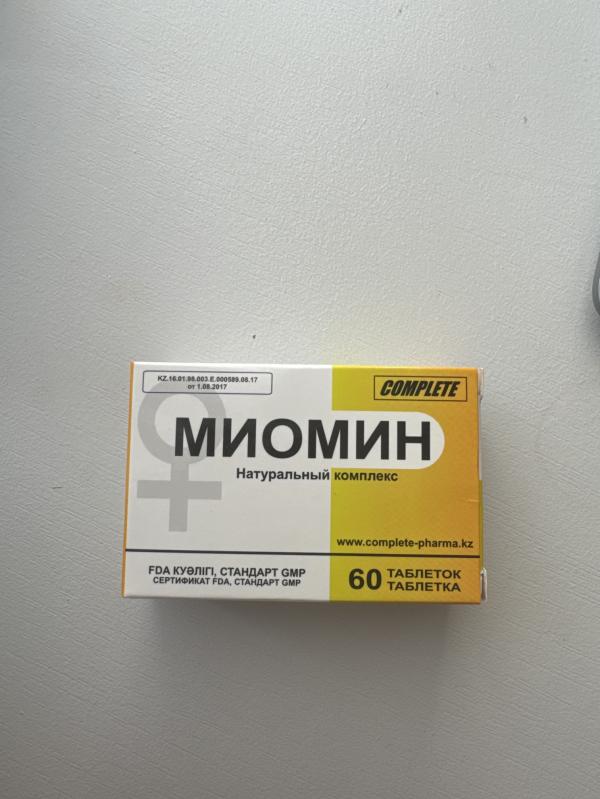 KZ.16.01.98.003.E.000589.08.17
от 1.08.2017
COMPLETE
МИОМИН
Натуральный комплекс
www.complete-pharma.kz
FDA КУӘЛІГІ, СТАНДАРТ GMP
СЕРТИФИКАТ FDA, СТАНДАРТ GMP
60 ТАБЛЕТОК
ТАБЛЕТКА